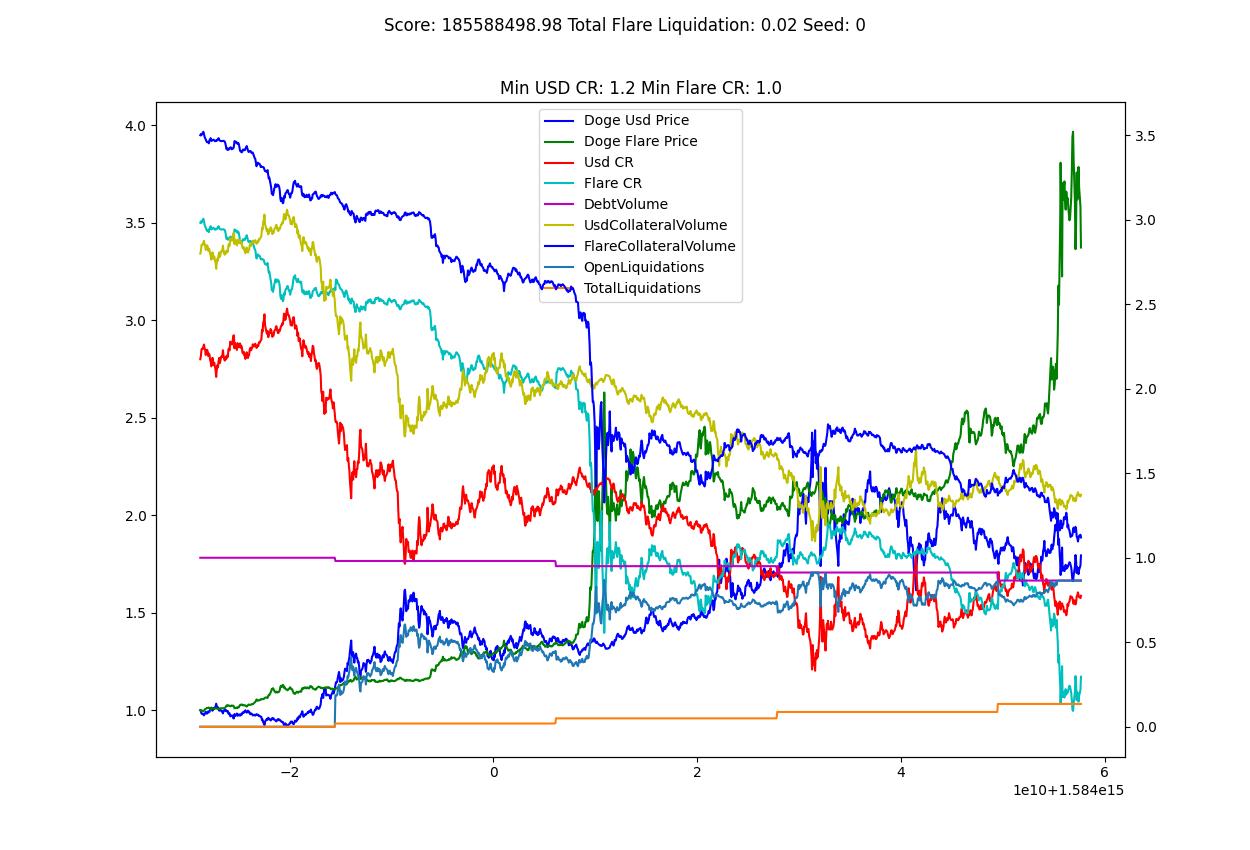 Score: 185588498.98 Total Flare Liquidation: 0.02 Seed: 0
Min USD CR: 1.2 Min Flare CR: 1.0
Doge Usd Price
Doge Flare Price
Usd CR
Flare CR
DebtVolume
UsdCollateralVolume
FlareCollateralVolume
OpenLiquidations
TotalLiquidations
4.0
3.5
3.0
2.5
2.0
1.5
1.0
3.5
3.0
2.5
2.0
1.5
1.0
0.5
0.0
−2 0 2 4 6
1e10+1.584e15